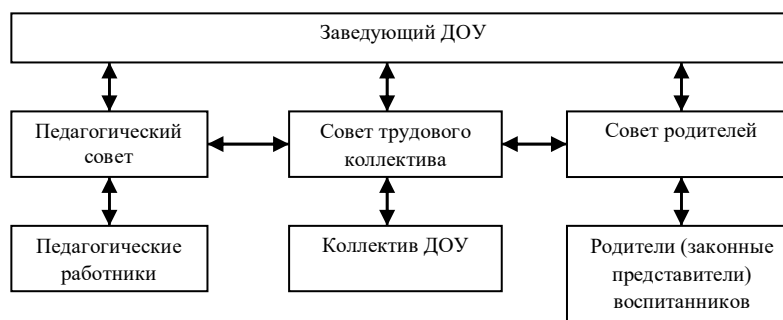 Заведующий ДОУ
Педагогический
совет
Совет трудового
коллектива
Совет родителей
Педагогические
работники
Коллектив ДОУ
Родители (законные
представители)
воспитанников